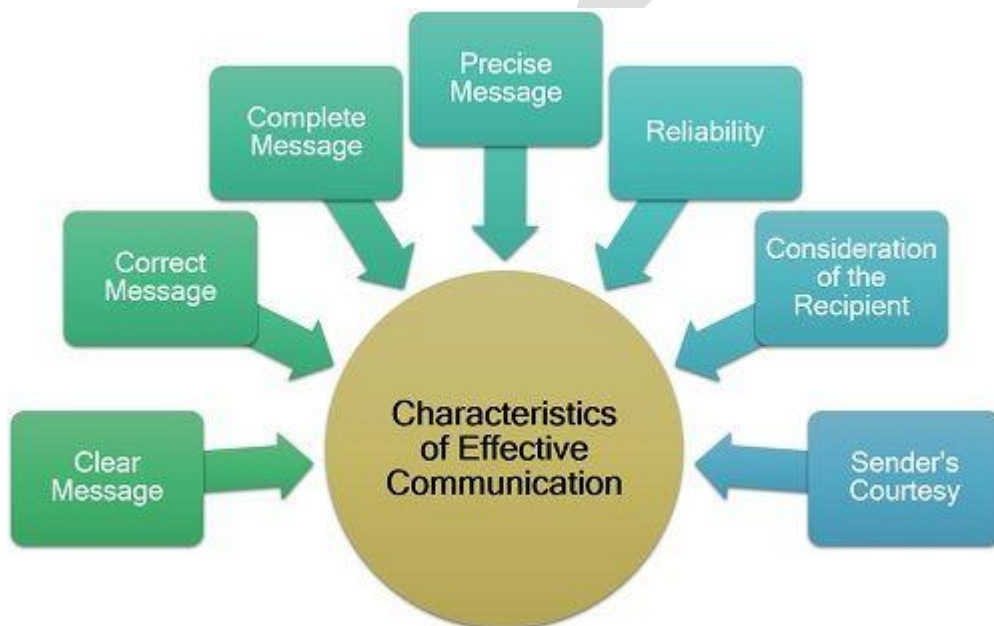 Clear
Message
Correct
Message
Complete
Message
Precise
Message
Reliability
Consideration
of the
Recipient
Sender's
Courtesy
Characteristics
of Effective
Communication